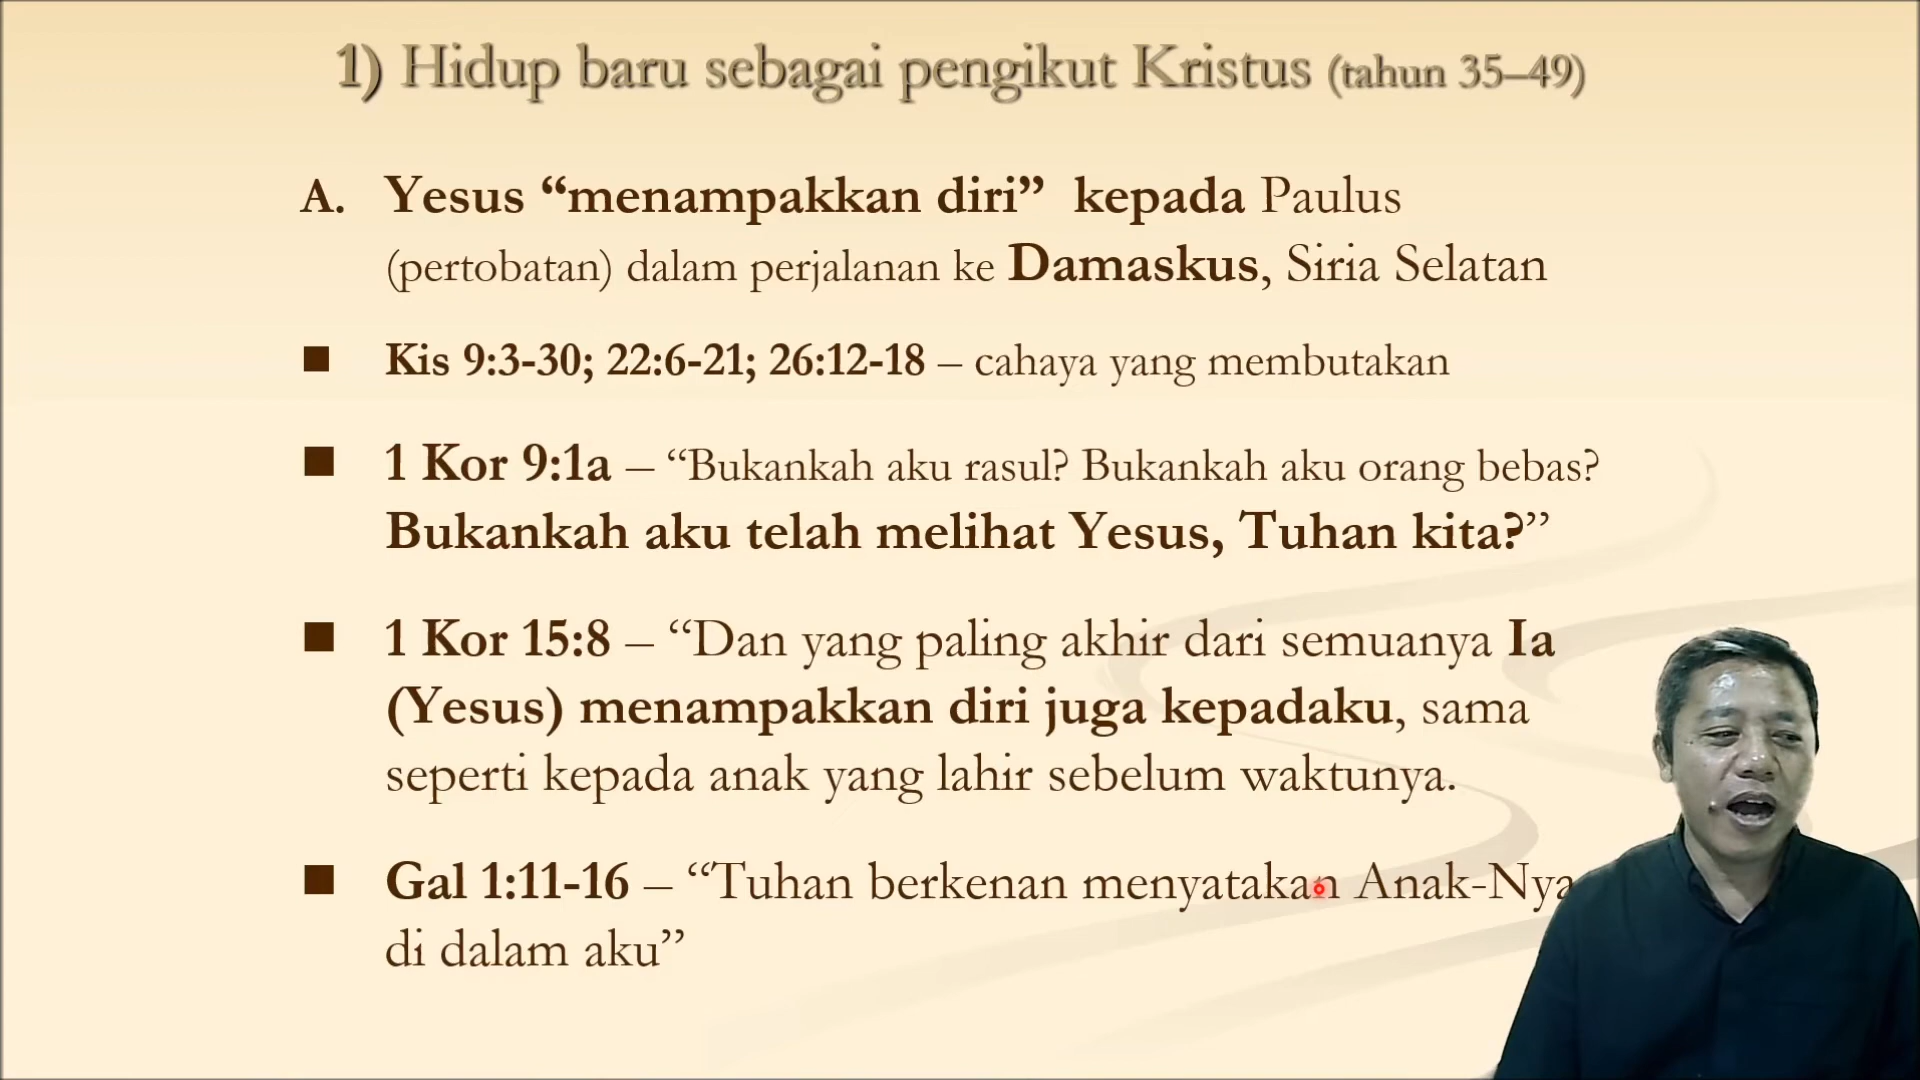 1) Hidup baru sebagai pengikut Kristus (tahun 35–49)
A. Yesus “menampakkan diri” kepada Paulus
(pertobatan) dalam perjalanan ke Damaskus, Siria Selatan
■ Kis 9:3-30; 22:6-21; 26:12-18 – cahaya yang membutakan
■ 1 Kor 9:1a – “Bukankah aku rasul? Bukankah aku orang bebas?
Bukankah aku telah melihat Yesus, Tuhan kita?”
■ 1 Kor 15:8 – “Dan yang paling akhir dari semuanya Ia
(Yesus) menampakkan diri juga kepadaku, sama
seperti kepada anak yang lahir sebelum waktunya.
■ Gal 1:11-16 – “Tuhan berkenan menyatakan Anak-Nya
di dalam aku”